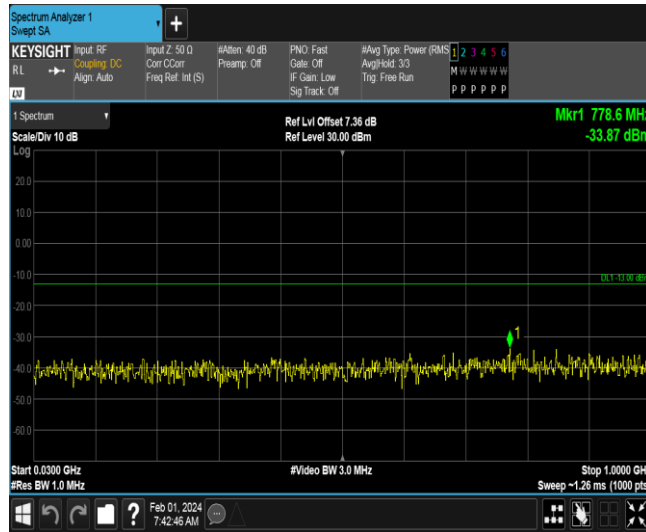 Spectrum Analyzer 1
Swept SA
+
KEYSIGHT
RL
LXI
Input: RF
Coupling: DC
Align: Auto
Input Z: 50 Ω
Corr CCorr
Freq Ref: Int (S)
#Atten: 40 dB
Preamp: Off
PNO: Fast
Gate: Off
IF Gain: Low
Sig Track: Off
#Avg Type: Power (RMS
Avg|Hold: 3/3
Trig: Free Run
1 2 3 4 5 6
M W W W W W
P P P P P P
1 Spectrum
Scale/Div 10 dB
Log
Ref Lvl Offset 7.36 dB
Ref Level 30.00 dBm
Mkr1 778.6 MHz
-33.87 dBm
20.0
10.0
0.00
-10.0
DL1 -13.00 dBm
-20.0
-30.0
1
-40.0
-50.0
-60.0
Start 0.0300 GHz
#Video BW 3.0 MHz
Stop 1.0000 GH
#Res BW 1.0 MHz
Sweep ~1.26 ms (1000 pts
?
Feb 01, 2024
7:42:46 AM